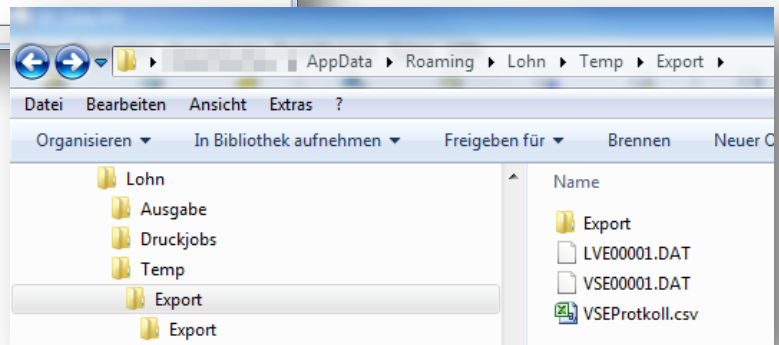 AppData ▸ Roaming ▸ Lohn ▸ Temp ▸ Export ▸
Datei Bearbeiten Ansicht Extras ?
Organisieren ▾ In Bibliothek aufnehmen ▾ Freigeben für ▾ Brennen Neuer
Lohn
Ausgabe
Druckjobs
Temp
Export
Export
Name
Export
LVE00001.DAT
VSE00001.DAT
VSEProtkoll.csv